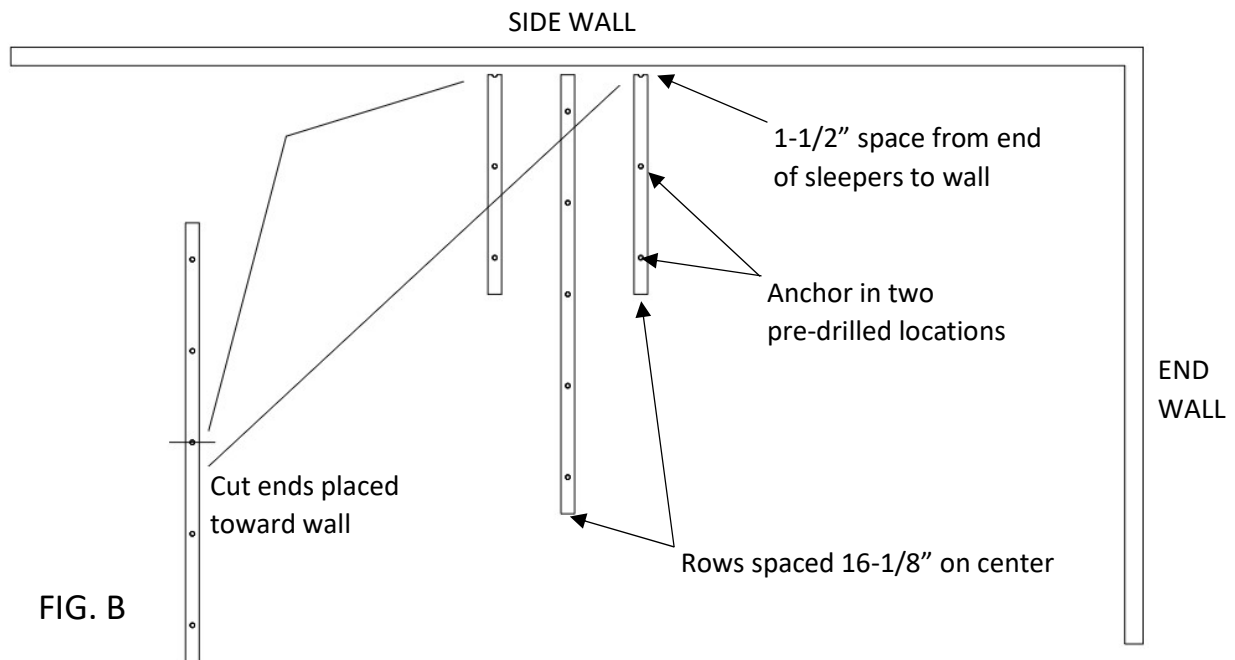 SIDE WALL
1-1/2” space from end
of sleepers to wall
Anchor in two
pre-drilled locations
END
WALL
Cut ends placed
toward wall
Rows spaced 16-1/8” on center
FIG. B